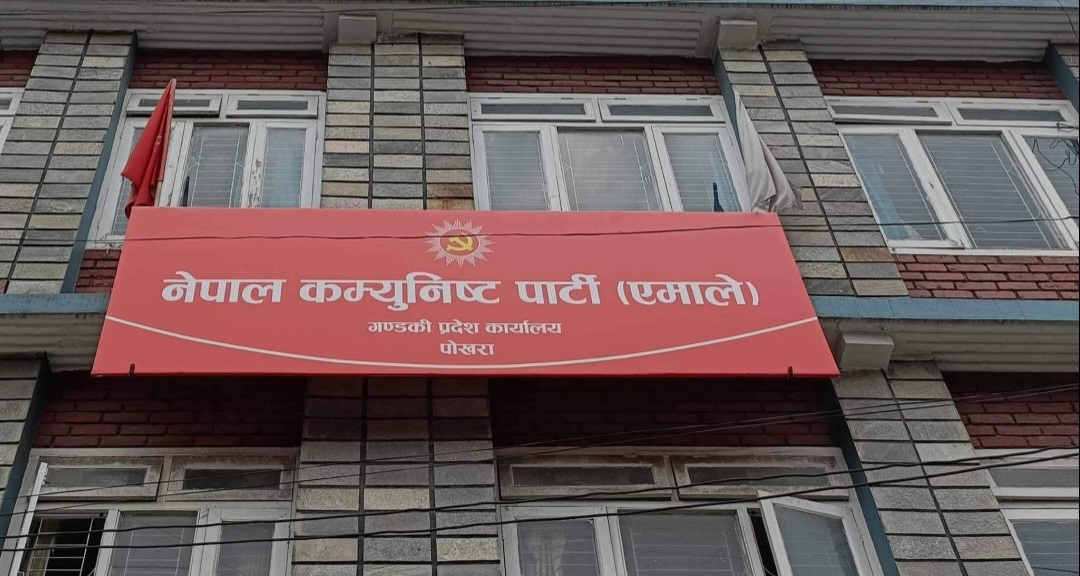 नेपाल कम्युनिष्ट पार्टी (एमाले)
गण्डकी प्रदेश कार्यालय
पोखरा